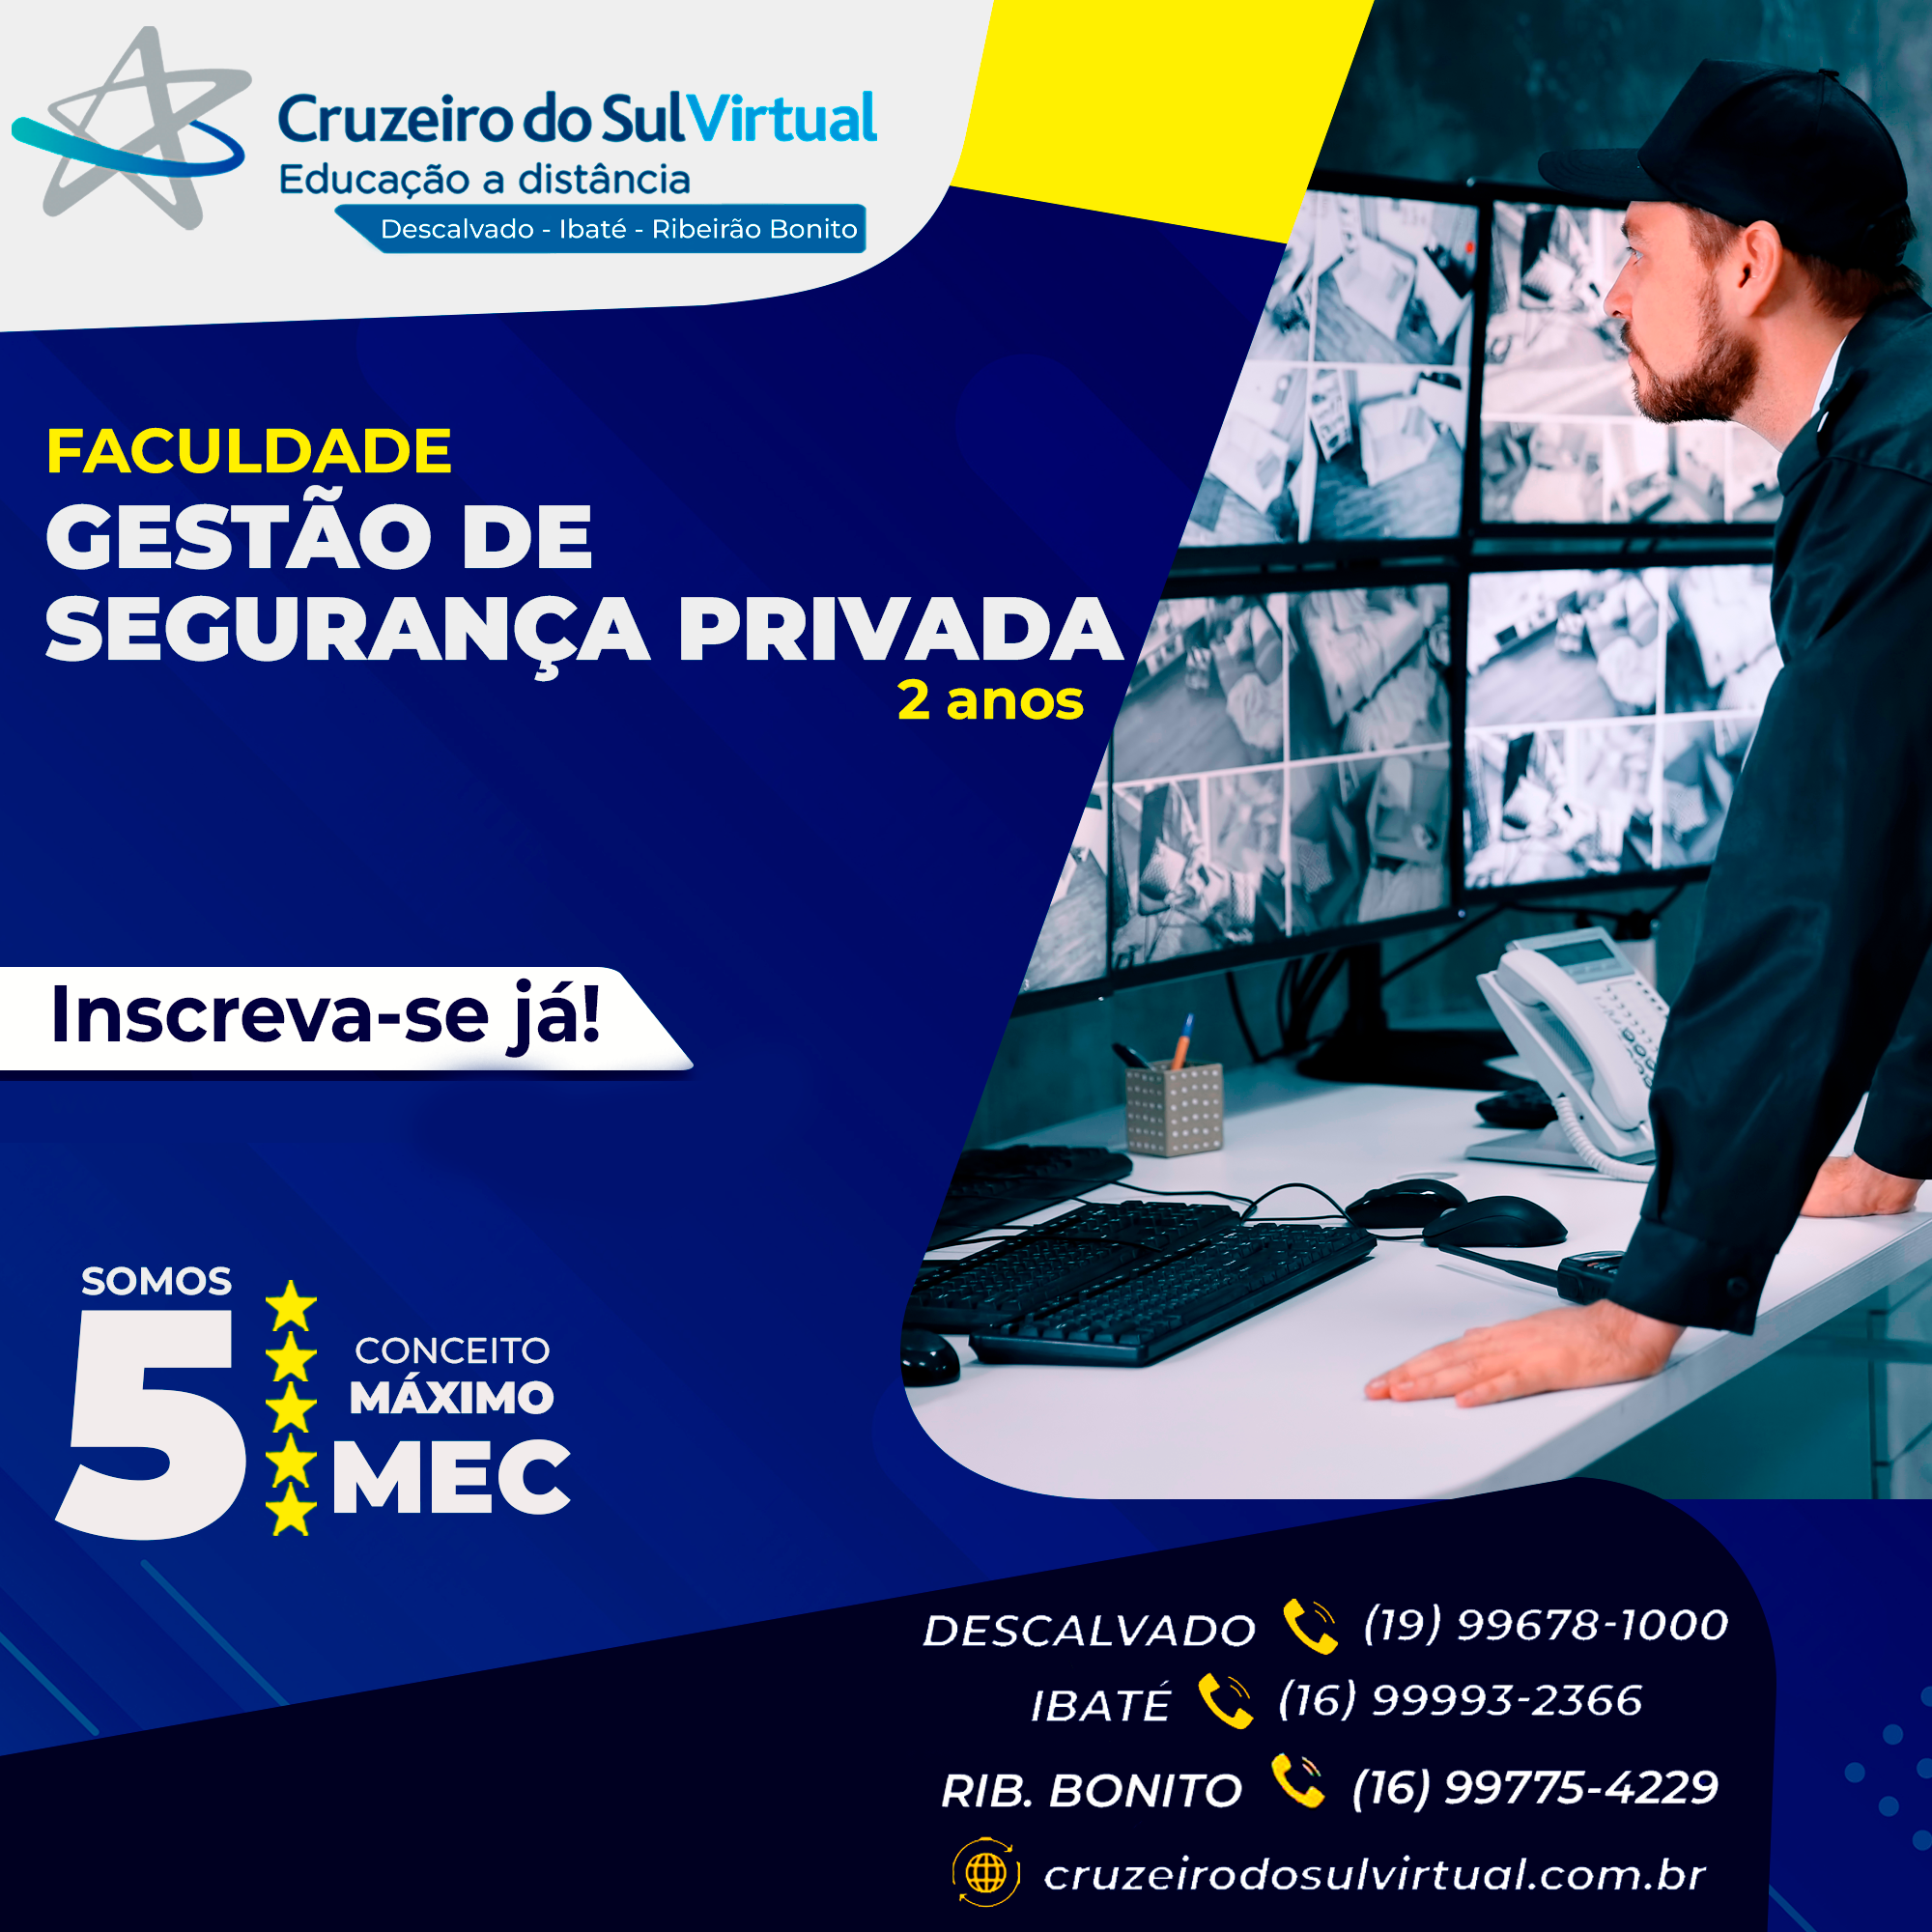 Cruzeiro do Sul Virtual
Educação a distância
Descalvado - Ibaté - Ribeirão Bonito
FACULDADE
GESTÃO DE
SEGURANÇA PRIVADA
2 anos
Inscreva-se já!
SOMOS
5
CONCEITO
MÁXIMO
MEC
DESCALVADO (19) 99678-1000
IBATÉ (16) 99993-2366
RIB. BONITO (16) 99775-4229
cruzeirodosulvirtual.com.br